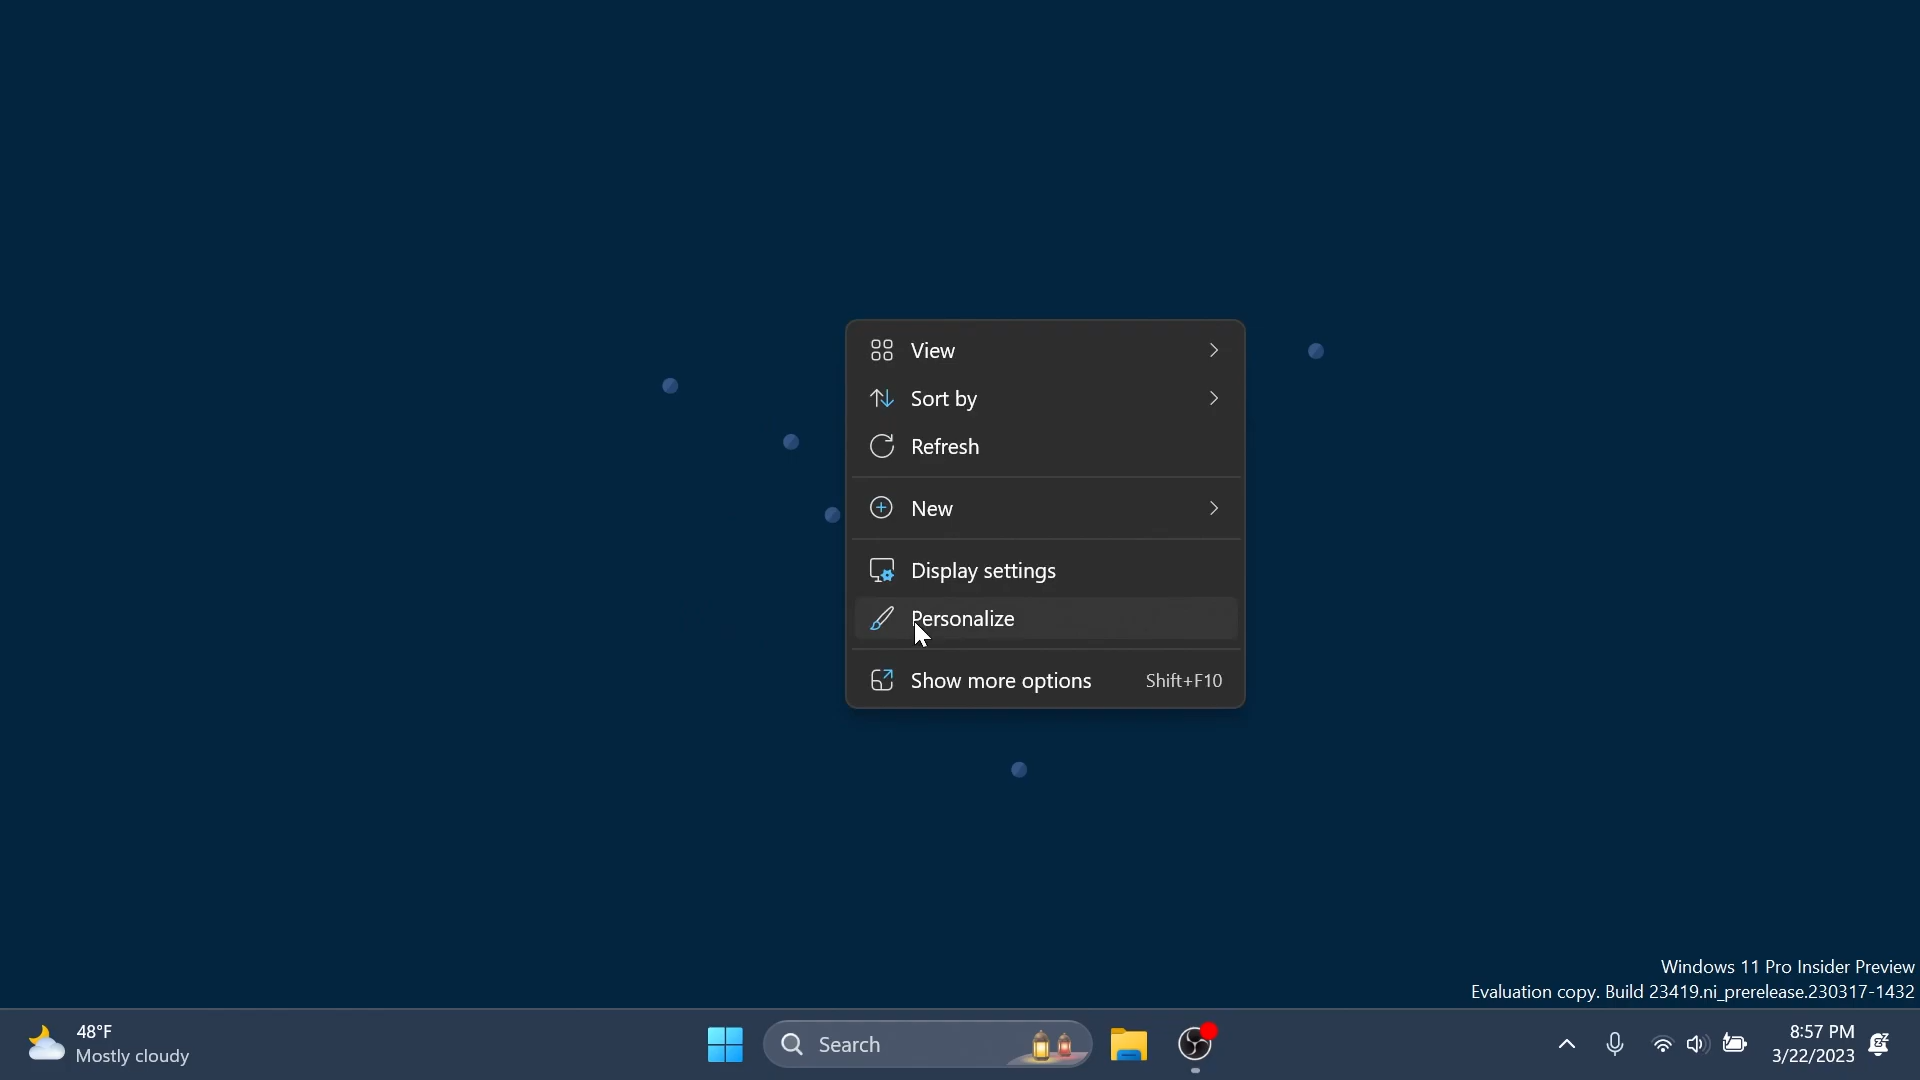 View
Sort by
Refresh
New
Display settings
Personalize
Show more options Shift+F10
Windows 11 Pro Insider Preview
Evaluation copy. Build 23419.ni_prerelease.230317-1432
48°F
Mostly cloudy
Search
8:57 PM
3/22/2023